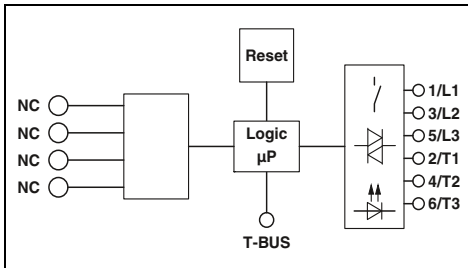 Reset
NC
NC
NC
NC
Logic
µP
1/L1
3/L2
5/L3
2/T1
4/T2
6/T3
T-BUS